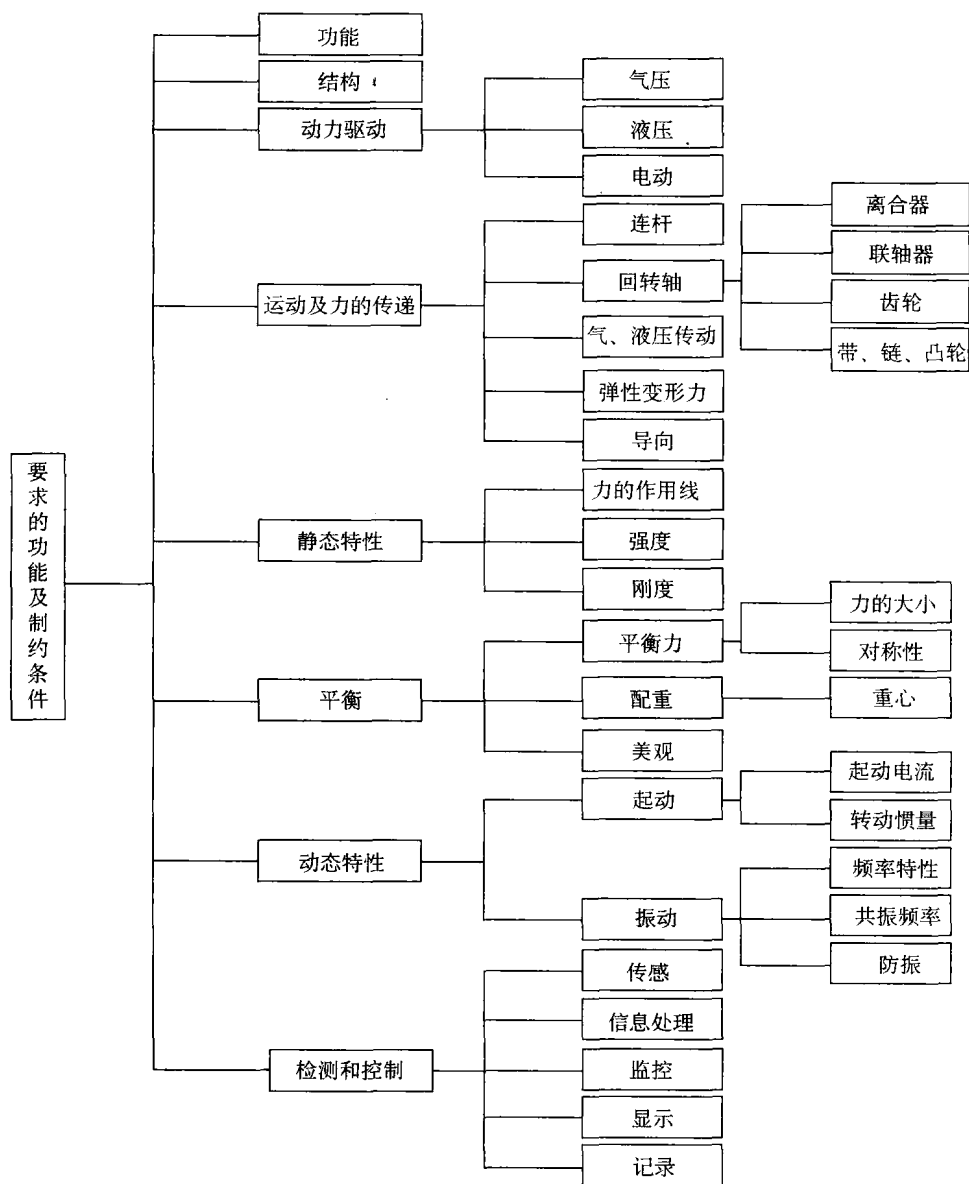 要求的功能及制约条件
功能
结构
动力驱动
气压
液压
电动
运动及力的传递
连杆
回转轴
离合器
联轴器
齿轮
带、链、凸轮
气、液压传动
弹性变形力
导向
静态特性
力的作用线
强度
刚度
平衡
平衡力
力的大小
对称性
配重
重心
美观
动态特性
起动
起动电流
转动惯量
振动
频率特性
共振频率
防振
检测和控制
传感
信息处理
监控
显示
记录